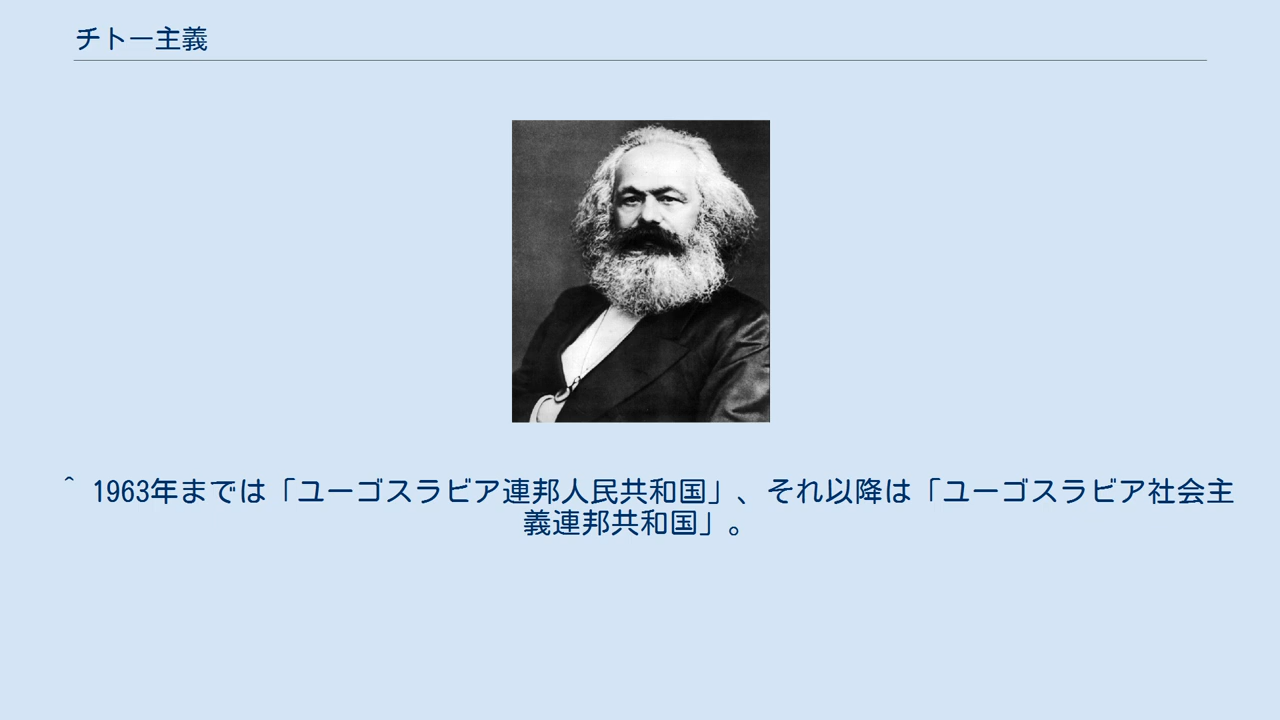 チトー主義
^ 1963年までは「ユーゴスラビア連邦人民共和国」、それ以降は「ユーゴスラビア社会主
義連邦共和国」。